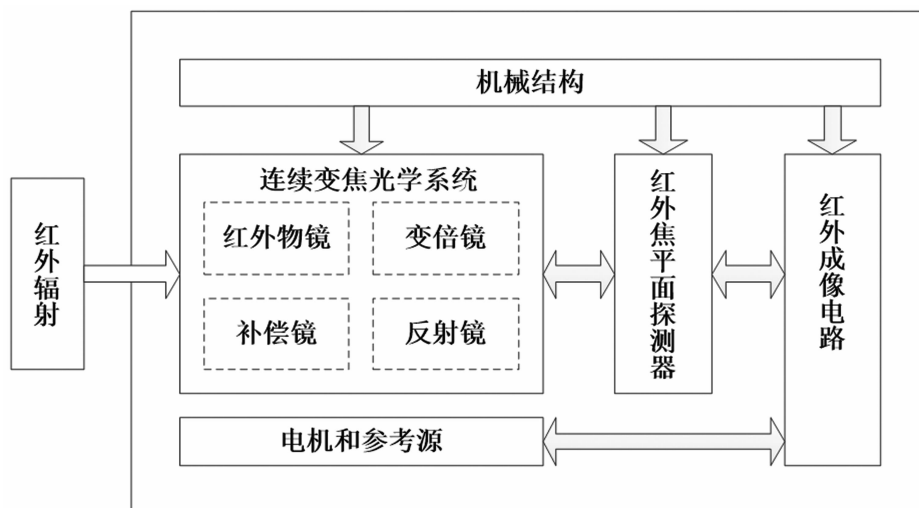 机械结构
连续变焦光学系统
红外物镜
变倍镜
补偿镜
反射镜
红外辐射
红外焦平面探测器
红外成像电路
电机和参考源